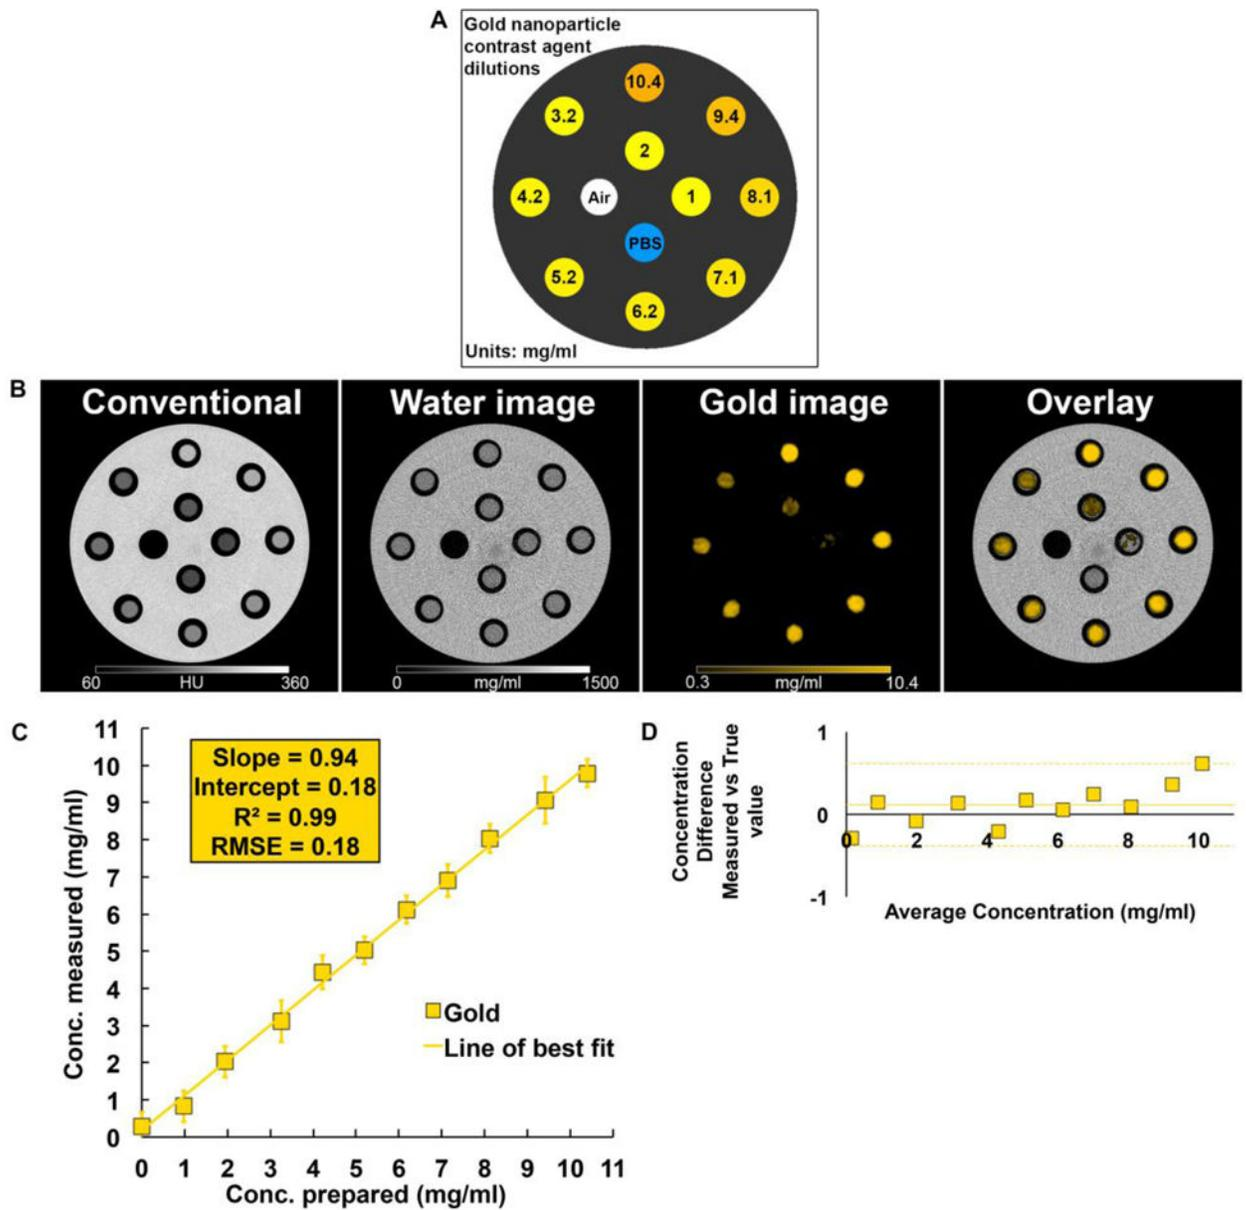 A
Gold nanoparticle
contrast agent
dilutions
10.4
3.2
9.4
2
4.2
Air
1
8.1
PBS
5.2
7.1
6.2
Units: mg/ml
B
Conventional
Water image
Gold image
Overlay
60
HU
360
0
mg/ml
1500
0.3
mg/ml
10.4
C
Conc. measured (mg/ml)
11
10
9
8
7
6
5
4
3
2
1
0
Slope = 0.94
Intercept = 0.18
R² = 0.99
RMSE = 0.18
Gold
Line of best fit
0 1 2 3 4 5 6 7 8 9 10 11
Conc. prepared (mg/ml)
D
Concentration
Difference
Measured vs True
value
1
0
-1
0 2 4 6 8 10
Average Concentration (mg/ml)